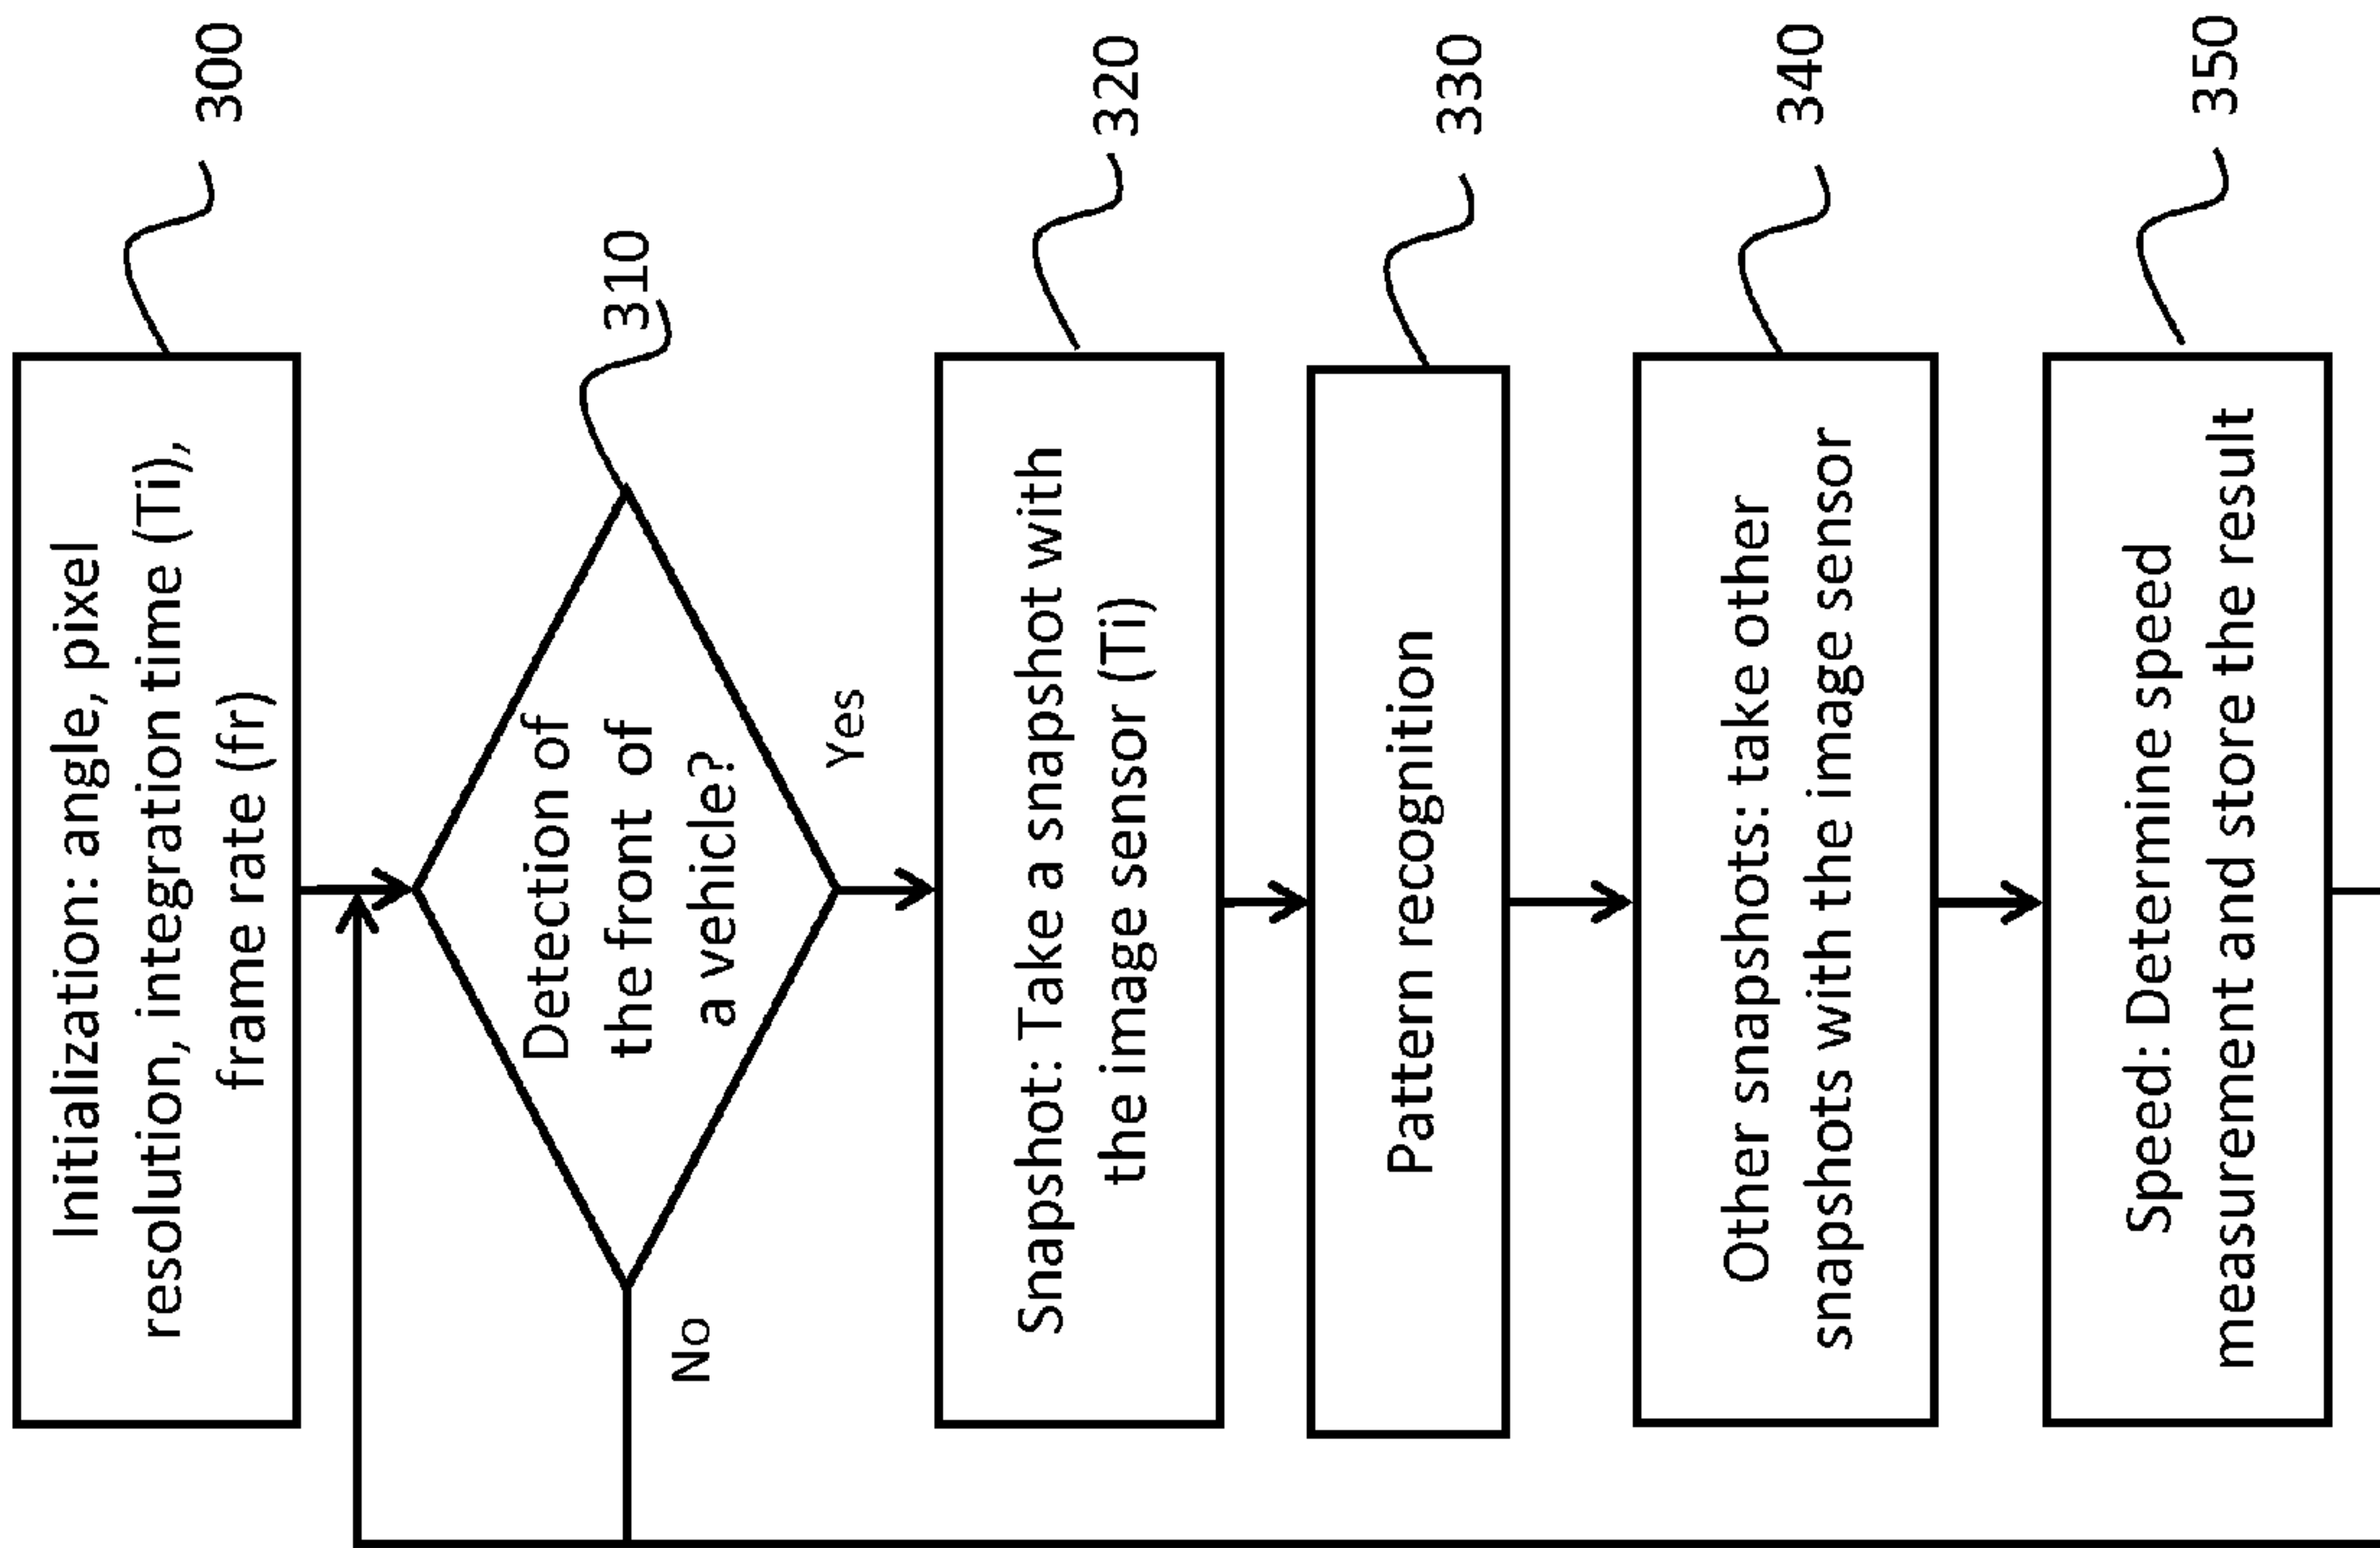 Initialization: angle, pixel
resolution, integration time (Ti),
frame rate (fr)
300
Detection of
the front of
a vehicle?
310
No
Yes
Snapshot: Take a snapshot with
the image sensor (Ti)
320
Pattern recognition
330
Other snapshots: take other
snapshots with the image sensor
340
Speed: Determine speed
measurement and store the result
350